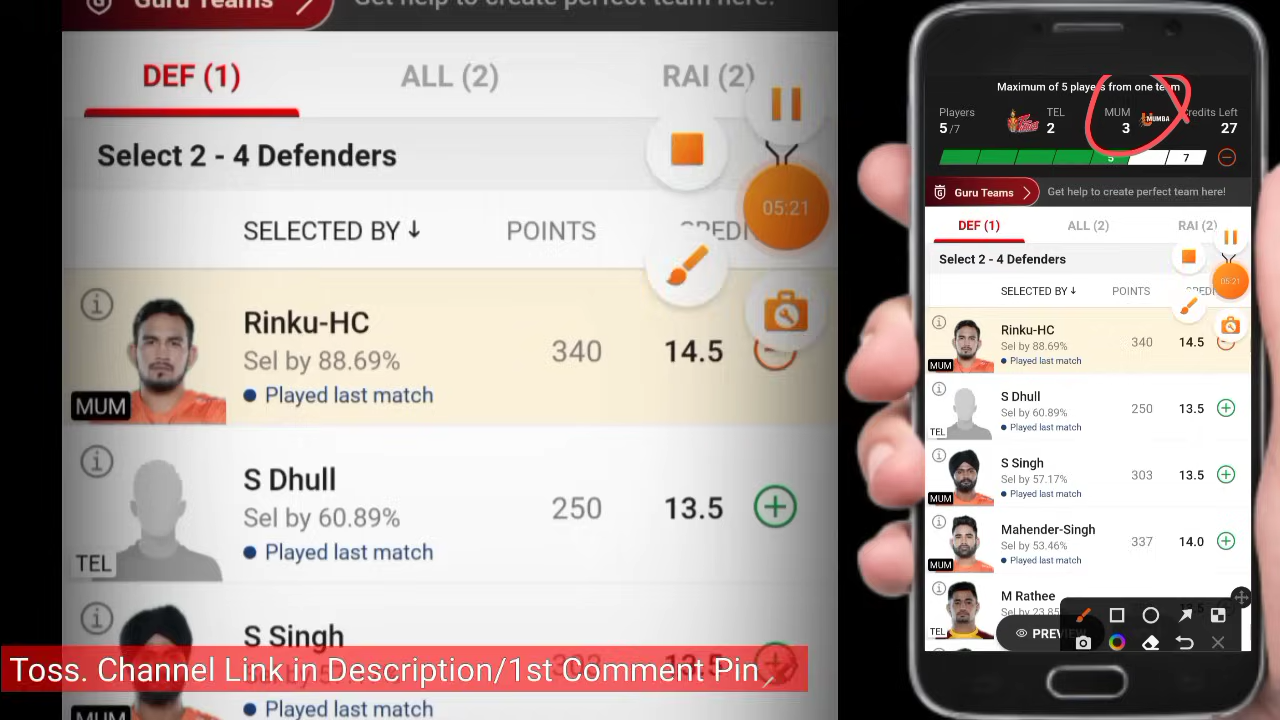 Guru Teams
Get help to create perfect team here!
DEF (1)
ALL (2)
RAI (2)
Select 2 - 4 Defenders
SELECTED BY
POINTS
05:21
Rinku-HC
Sel by 88.69%
Played last match
340
14.5
MUM
S Dhull
Sel by 60.89%
Played last match
250
13.5
TEL
S Singh
Played last match
MUM
Toss. Channel Link in Description/1st Comment Pin
Maximum of 5 players from one team
Players
TEL
MUM
Credits Left
5/7
2
3
MUMBA
27
5
7
Guru Teams
Get help to create perfect team here!
DEF (1)
ALL (2)
RAI (2)
Select 2 - 4 Defenders
SELECTED BY
POINTS
05:21
Rinku-HC
Sel by 88.69%
Played last match
340
14.5
MUM
S Dhull
Sel by 60.89%
Played last match
250
13.5
TEL
S Singh
Sel by 57.17%
Played last match
303
13.5
MUM
Mahender-Singh
Sel by 53.46%
Played last match
337
14.0
MUM
M Rathee
Sel by 23.85%
TEL